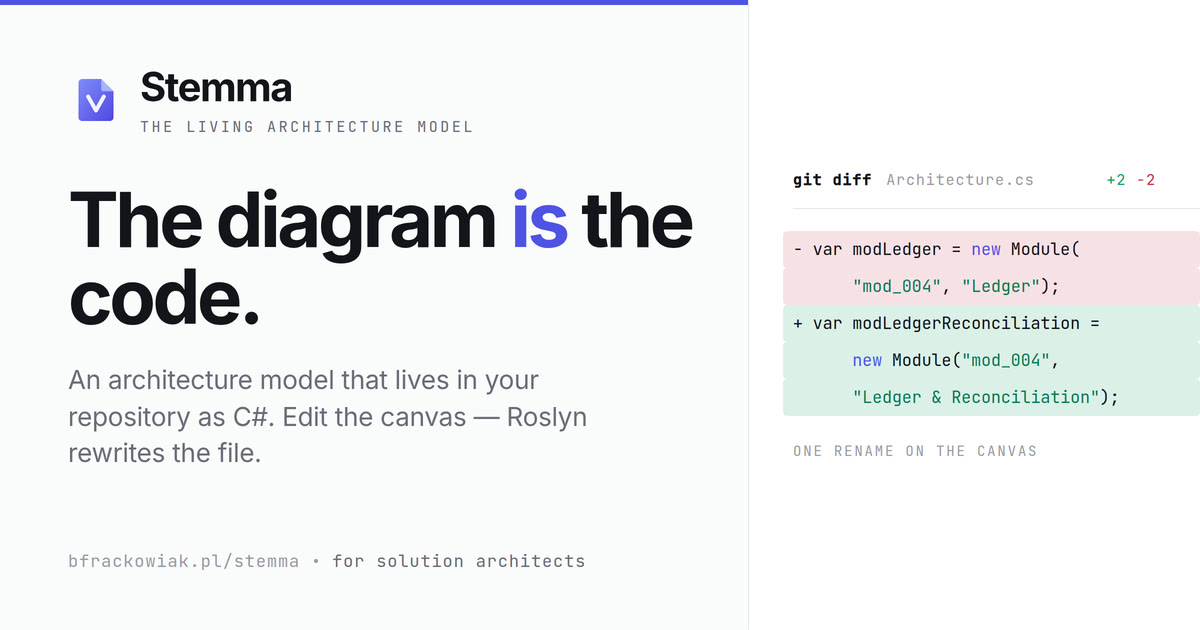 Stemma
THE LIVING ARCHITECTURE MODEL
The diagram is the
code.
An architecture model that lives in your
repository as C#. Edit the canvas — Roslyn
rewrites the file.
bfrackowiak.pl/stemma • for solution architects
git diff Architecture.cs +2 -2
- var modLedger = new Module(
"mod_004", "Ledger");
+ var modLedgerReconciliation =
new Module("mod_004",
"Ledger & Reconciliation");
ONE RENAME ON THE CANVAS